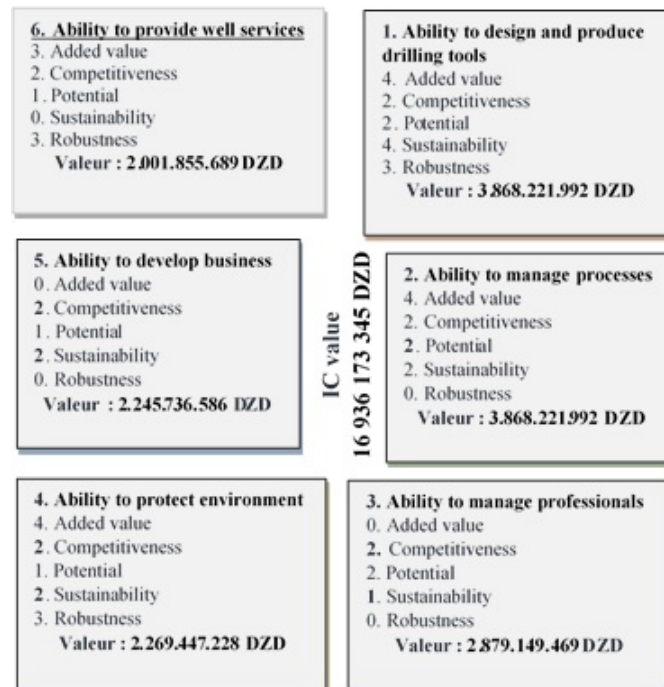 6. Ability to provide well services
3. Added value
2. Competitiveness
1. Potential
0. Sustainability
3. Robustness
Valeur : 2.001.855.689 DZD
1. Ability to design and produce
drilling tools
4. Added value
2. Competitiveness
2. Potential
4. Sustainability
3. Robustness
Valeur : 3.868.221.992 DZD
5. Ability to develop business
0. Added value
2. Competitiveness
1. Potential
2. Sustainability
0. Robustness
Valeur : 2.245.736.586 DZD
IC value
16 936 173 345 DZD
2. Ability to manage processes
4. Added value
2. Competitiveness
2. Potential
2. Sustainability
0. Robustness
Valeur : 3.868.221.992 DZD
4. Ability to protect environment
4. Added value
2. Competitiveness
1. Potential
2. Sustainability
3. Robustness
Valeur : 2.269.447.228 DZD
3. Ability to manage professionals
0. Added value
2. Competitiveness
2. Potential
1. Sustainability
0. Robustness
Valeur : 2.879.149.469 DZD